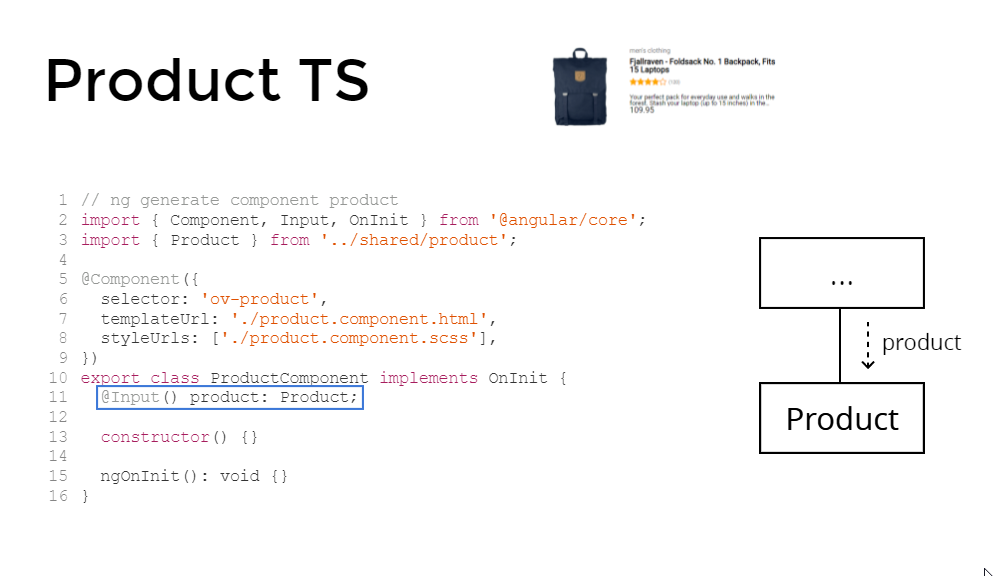 Product TS
men's clothing
Fjallraven - Foldsack No. 1 Backpack, Fits
15 Laptops
Your perfect pack for everyday use and walks in the
forest. Stash your laptop (up to 15 inches) in the...
109.95
1 // ng generate component product
2 import { Component, Input, OnInit } from '@angular/core';
3 import { Product } from '../shared/product';
4
5 @Component({
6 selector: 'ov-product',
7 templateUrl: './product.component.html',
8 styleUrls: ['./product.component.scss'],
9 })
10 export class ProductComponent implements OnInit {
11 @Input() product: Product;
12
13 constructor() {}
14
15 ngOnInit(): void {}
16 }
...
product
Product